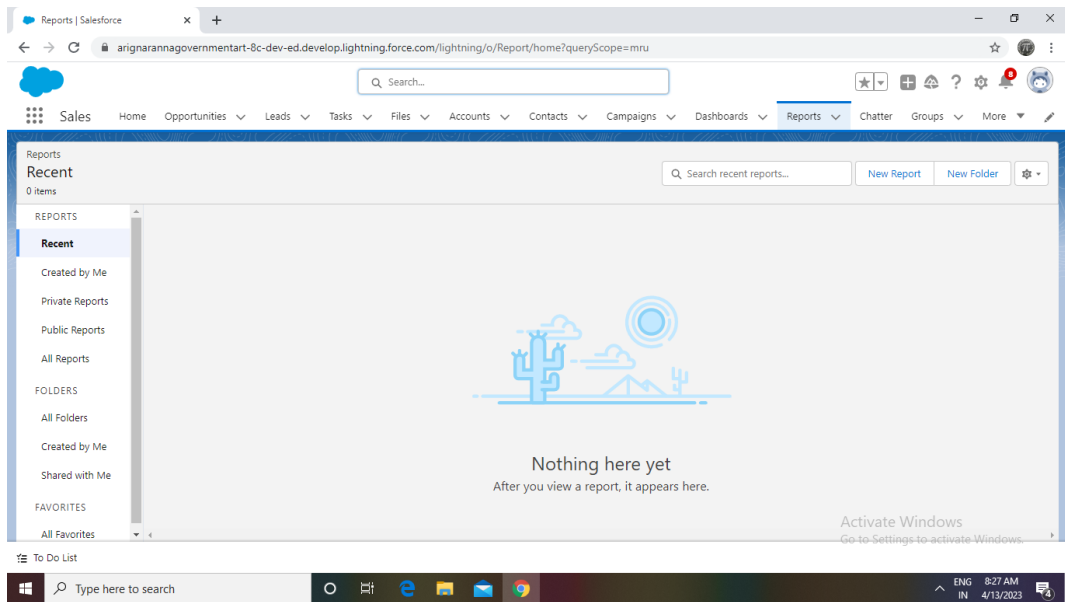 Reports | Salesforce
arignarannagovernmentart-8c-dev-ed.develop.lightning.force.com/lightning/o/Report/home?queryScope=mru
Search...
8
Sales Home Opportunities Leads Tasks Files Accounts Contacts Campaigns Dashboards Reports Chatter Groups More
Reports
Recent
0 items
Search recent reports...
New Report
New Folder
REPORTS
Recent
Created by Me
Private Reports
Public Reports
All Reports
FOLDERS
All Folders
Created by Me
Shared with Me
FAVORITES
All Favorites
Nothing here yet
After you view a report, it appears here.
Activate Windows
Go to Settings to activate Windows.
To Do List
Type here to search
ENG
IN
8:27 AM
4/13/2023
4